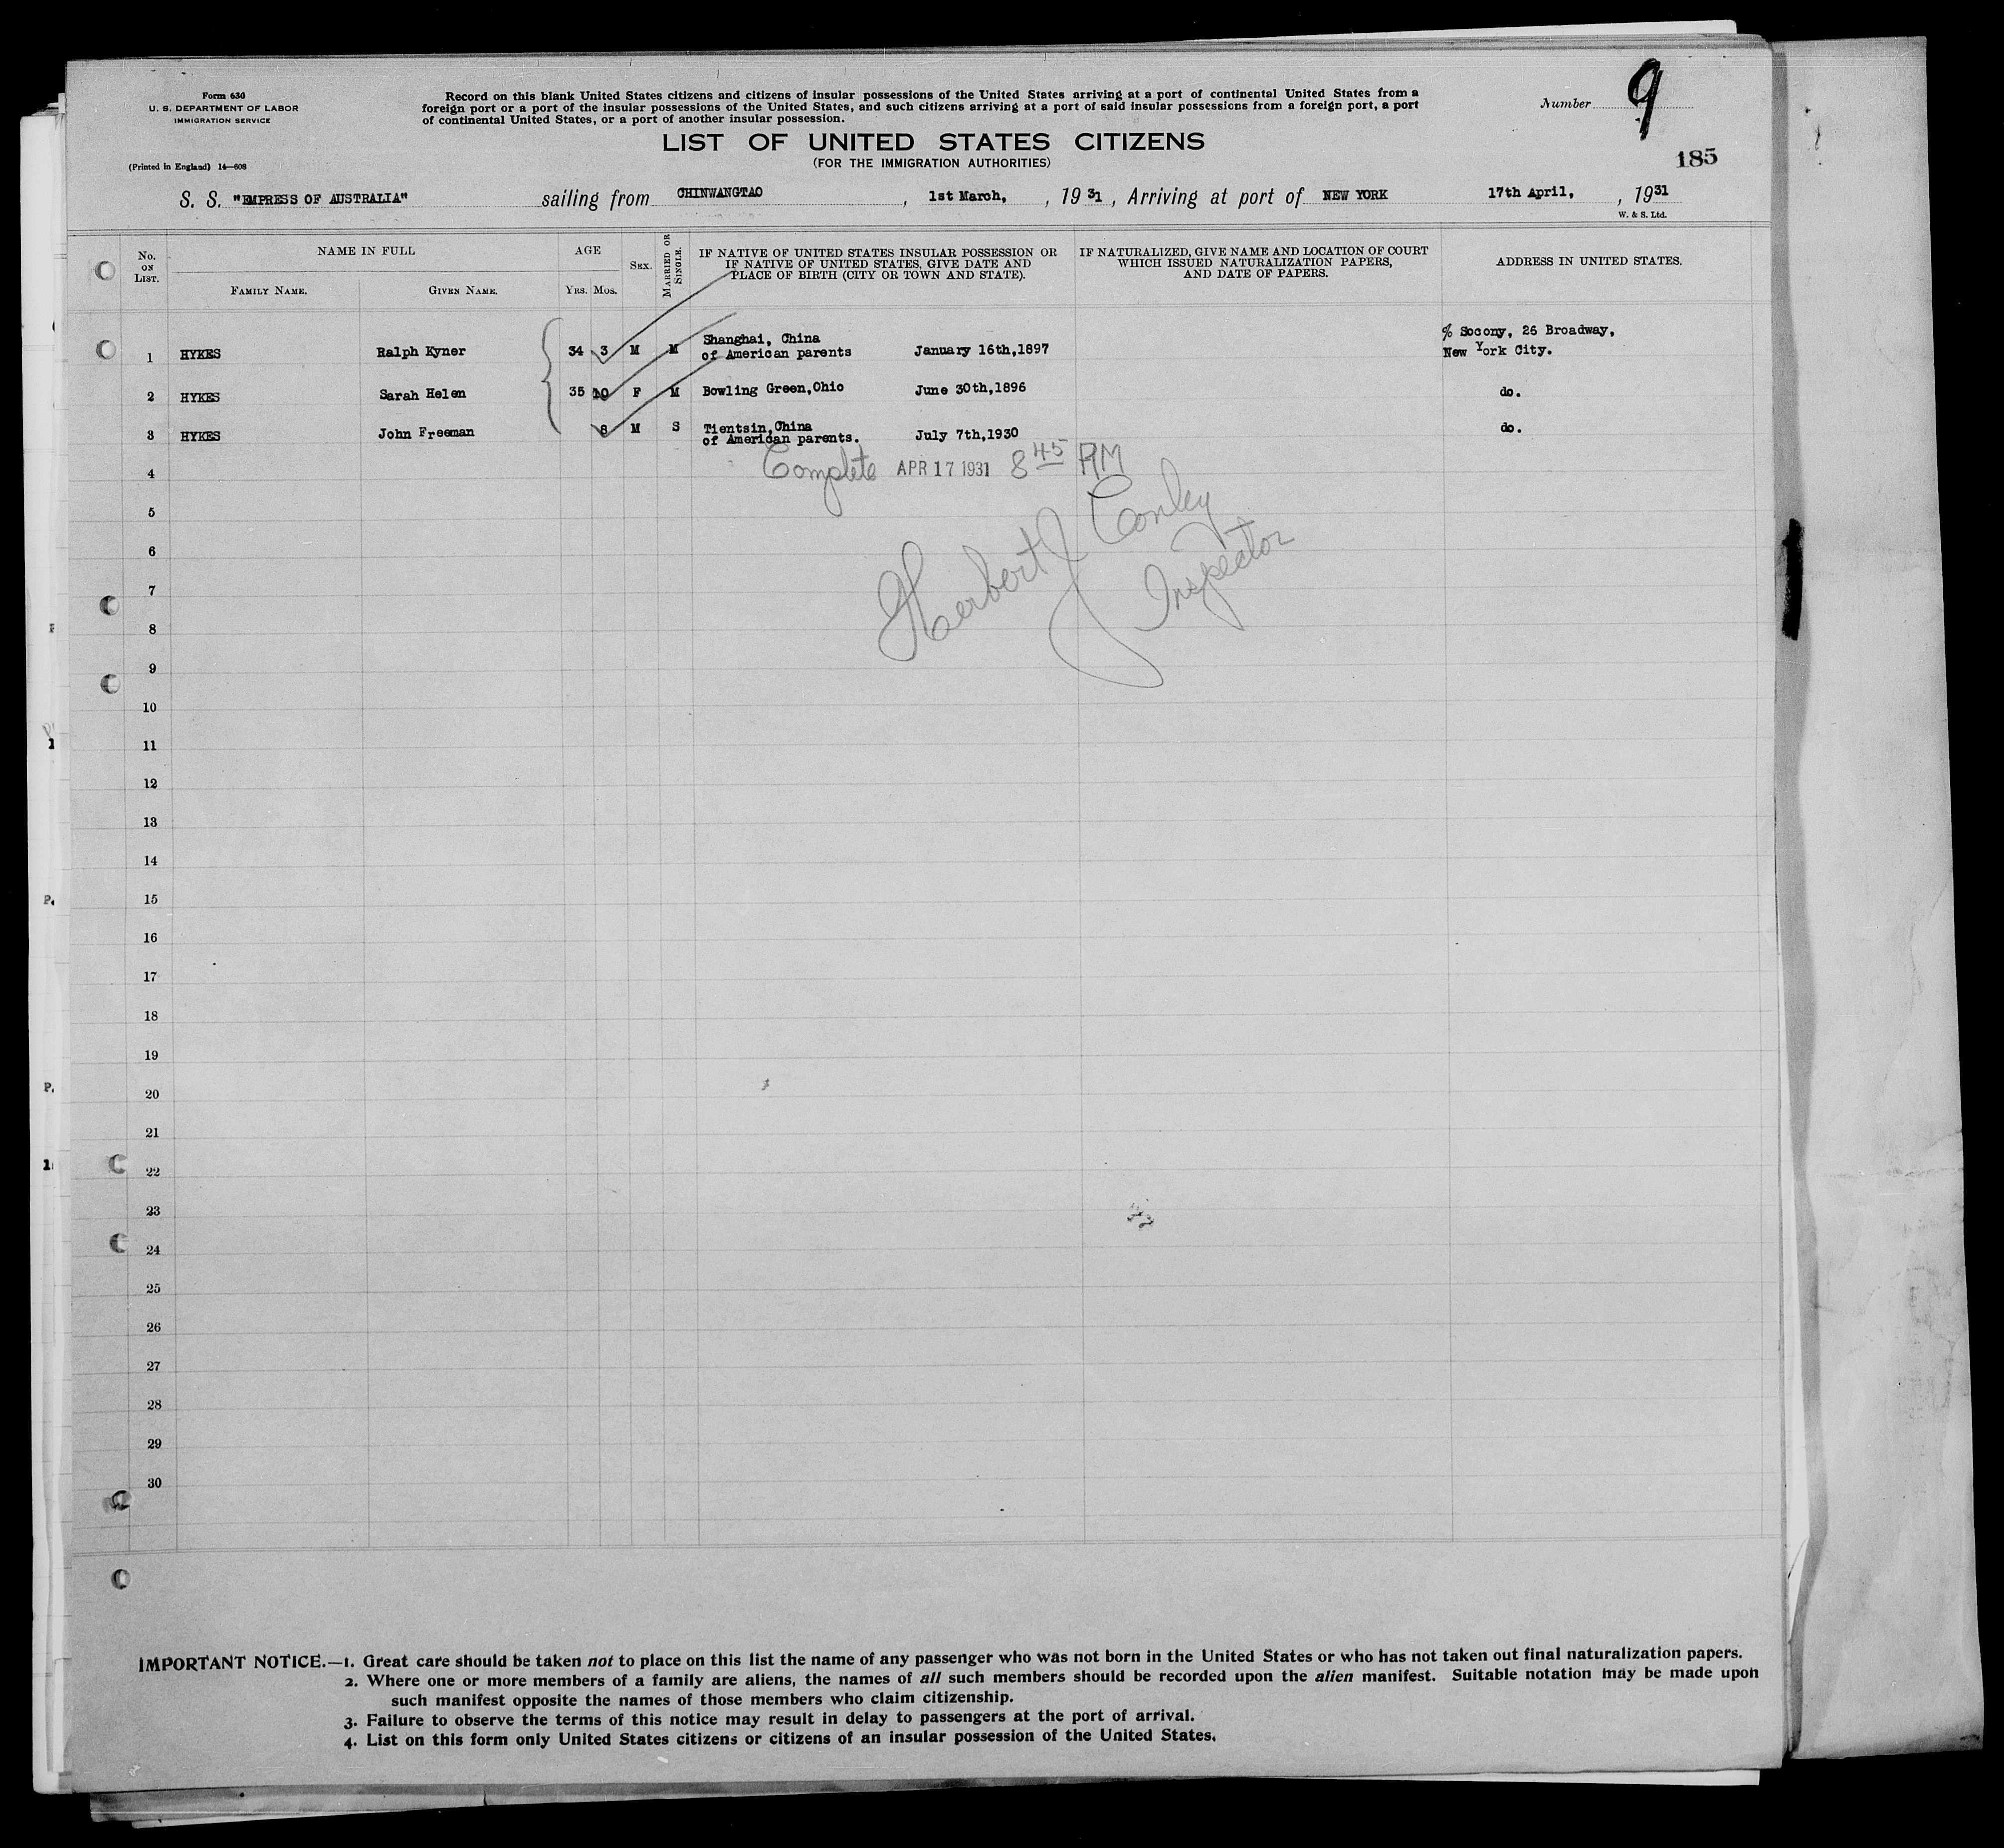 Form 630
U. S. DEPARTMENT OF LABOR
IMMIGRATION SERVICE
(Printed in England) 14—608
Record on this blank United States citizens and citizens of insular possessions of the United States arriving at a port of continental United States from a
foreign port or a port of the insular possessions of the United States, and such citizens arriving at a port of said insular possessions from a foreign port, a port
of continental United States, or a port of another insular possession.
Number 9
LIST OF UNITED STATES CITIZENS
(FOR THE IMMIGRATION AUTHORITIES)
185
S. S. "EMPRESS OF AUSTRALIA" sailing from CHINWANGTAO, 1st March, , 19 31, Arriving at port of NEW YORK 17th April, , 1931
W. & S. Ltd.
No. ON LIST. NAME IN FULL AGE SEX. MARRIED OR SINGLE. IF NATIVE OF UNITED STATES INSULAR POSSESSION OR IF NATIVE OF UNITED STATES, GIVE DATE AND PLACE OF BIRTH (CITY OR TOWN AND STATE). IF NATURALIZED, GIVE NAME AND LOCATION OF COURT WHICH ISSUED NATURALIZATION PAPERS, AND DATE OF PAPERS. ADDRESS IN UNITED STATES.
FAMILY NAME. GIVEN NAME. YRS. MOS.
1 HYKES Ralph Kyner 34 3 M M Shanghai, China of American parents January 16th,1897 % Socony, 26 Broadway, New York City.
2 HYKES Sarah Helen 35 10 F M Bowling Green,Ohio June 30th,1896 do.
3 HYKES John Freeman 8 M S Tientsin,China of American parents. July 7th,1930 do.
4 Complete APR 17 1931 8 45 PM
Herbert J Conley
Inspector
5
6
7
8
9
10
11
12
13
14
15
16
17
18
19
20
21
22
23
24
25
26
27
28
29
30
IMPORTANT NOTICE.—1. Great care should be taken not to place on this list the name of any passenger who was not born in the United States or who has not taken out final naturalization papers.
2. Where one or more members of a family are aliens, the names of all such members should be recorded upon the alien manifest. Suitable notation may be made upon
such manifest opposite the names of those members who claim citizenship.
3. Failure to observe the terms of this notice may result in delay to passengers at the port of arrival.
4. List on this form only United States citizens or citizens of an insular possession of the United States.